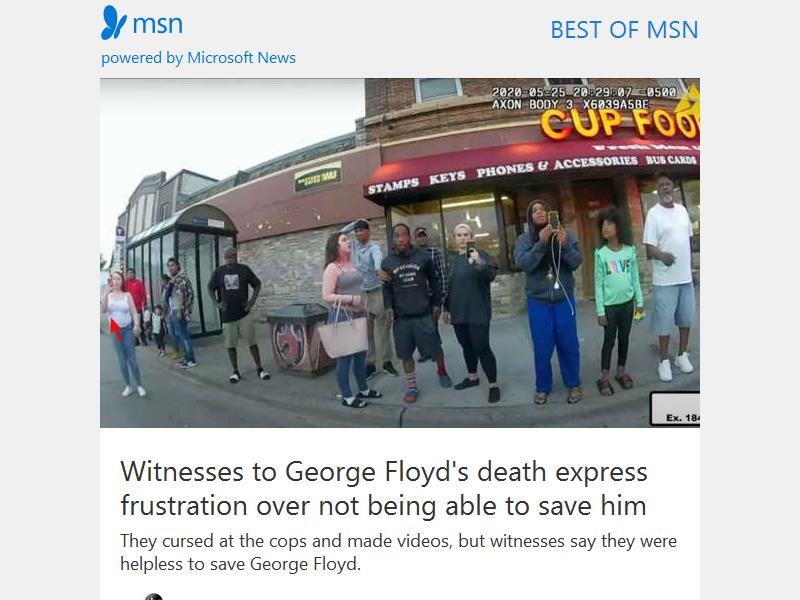 msn
BEST OF MSN
powered by Microsoft News
2020-05-25 20:29:07 -0500
AXON BODY 3 X6039A5BE
CUP FOO
STAMPS KEYS PHONES & ACCESSORIES BUS CARDS
Ex. 184
Witnesses to George Floyd's death express
frustration over not being able to save him
They cursed at the cops and made videos, but witnesses say they were
helpless to save George Floyd.